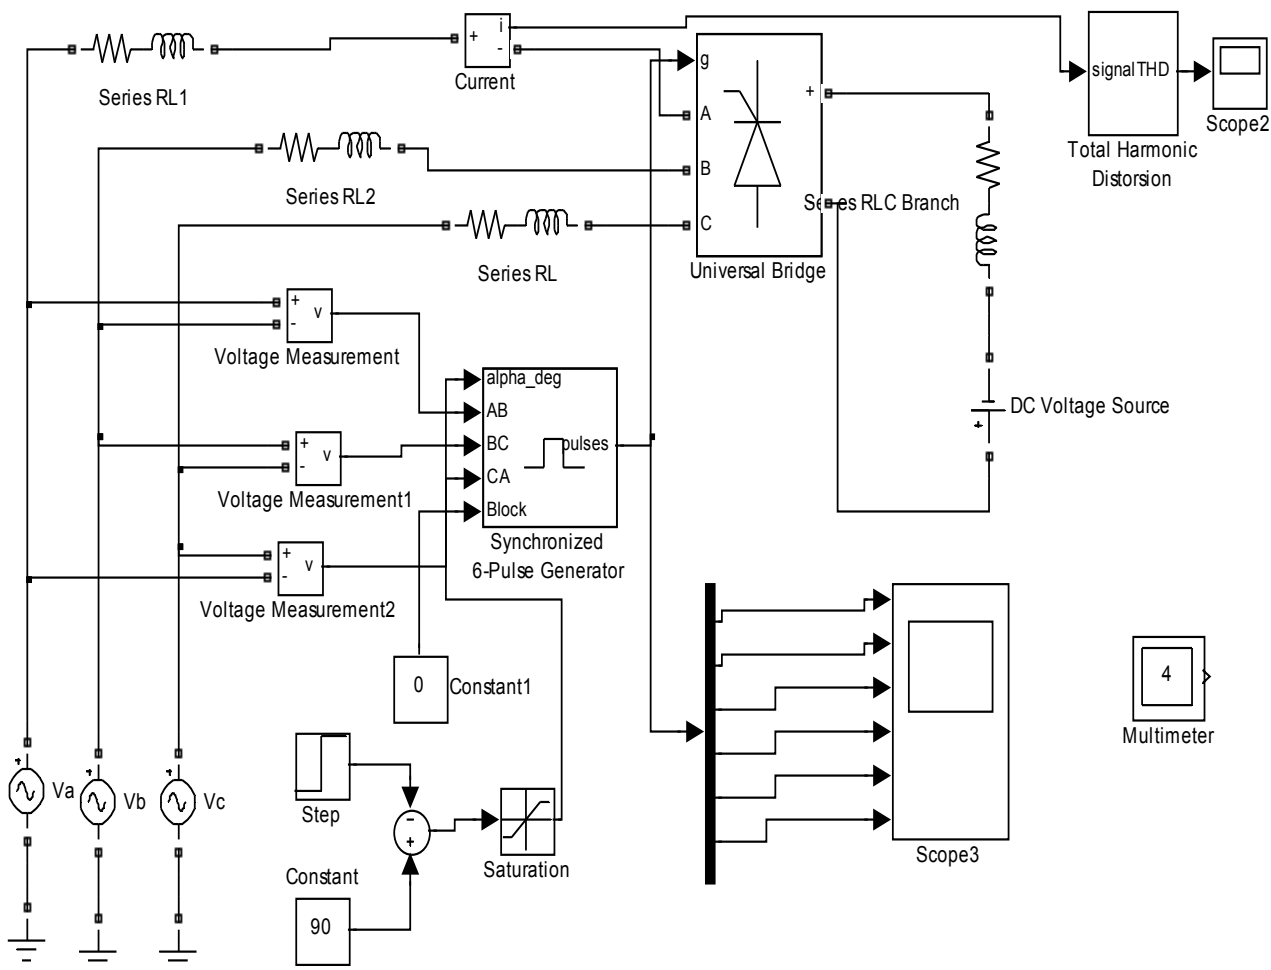 i
+
-
Current
Series RL1
g
A
B
C
+
Universal Bridge
signal THD
Total Harmonic
Distorsion
Scope2
Series RL2
Series RL
Series RLC Branch
+
v
-
Voltage Measurement
+
v
-
Voltage Measurement1
+
v
-
Voltage Measurement2
alpha_deg
AB
BC
CA
Block
pulses
Synchronized
6-Pulse Generator
DC Voltage Source
+
0
Constant1
4
Multimeter
Scope3
Step
-
+
Saturation
Constant
90
+
Va
+
Vb
+
Vc